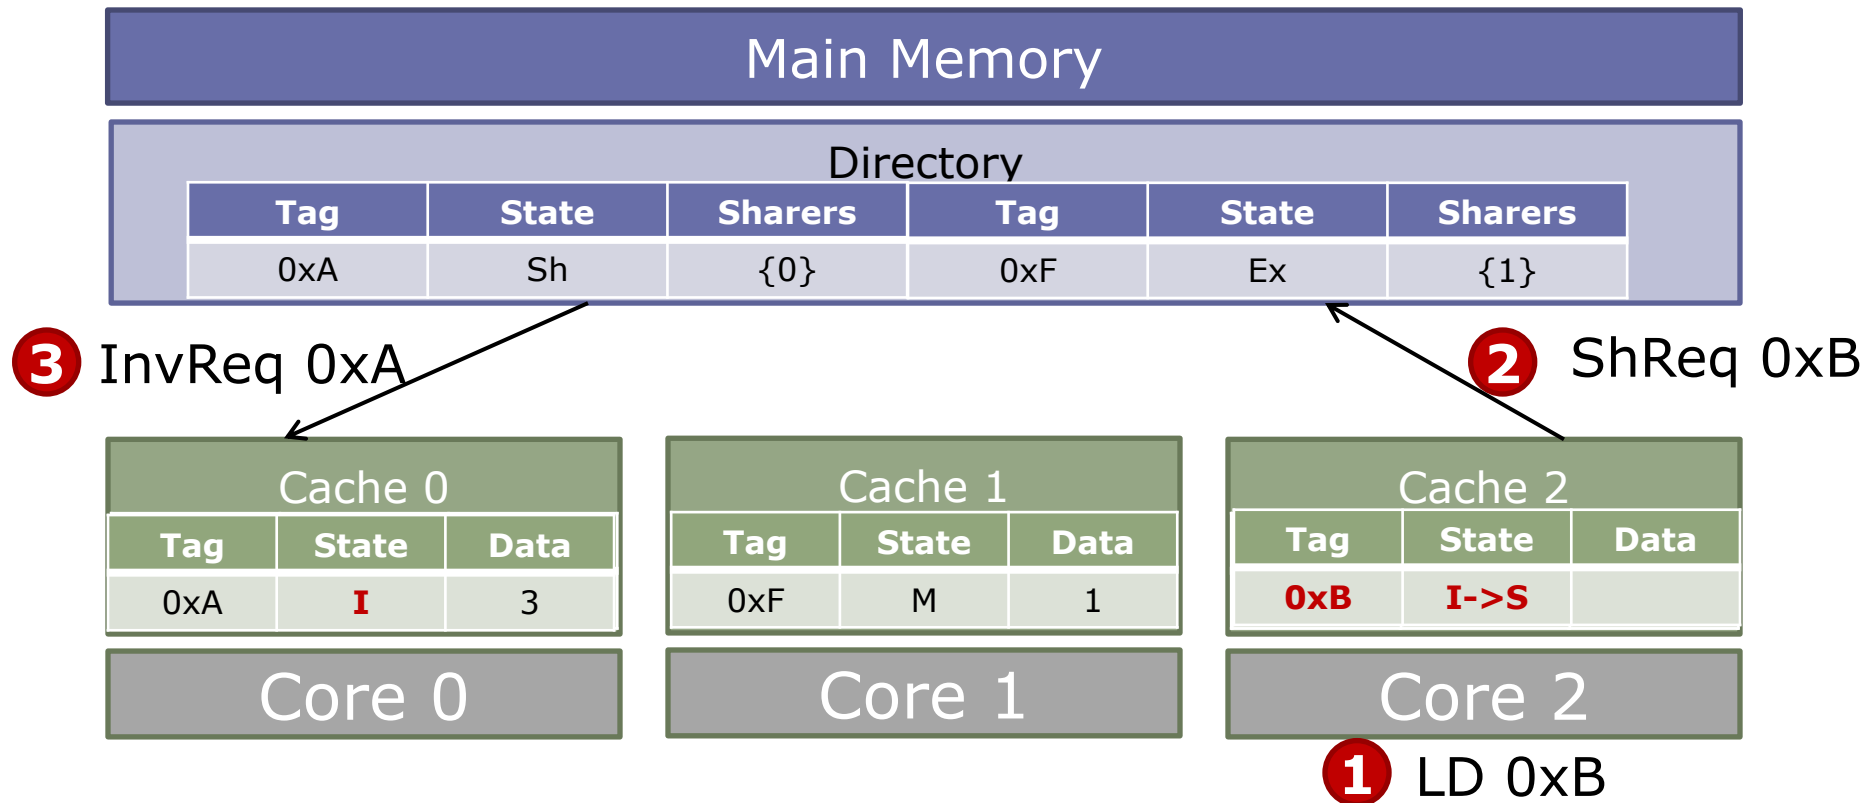 Main Memory
Directory
Tag State Sharers Tag State Sharers
0xA Sh {0} 0xF Ex {1}
3 InvReq 0xA
2 ShReq 0xB
Cache 0
Tag State Data
0xA I 3
Core 0
Cache 1
Tag State Data
0xF M 1
Core 1
Cache 2
Tag State Data
0xB I->S
Core 2
1 LD 0xB